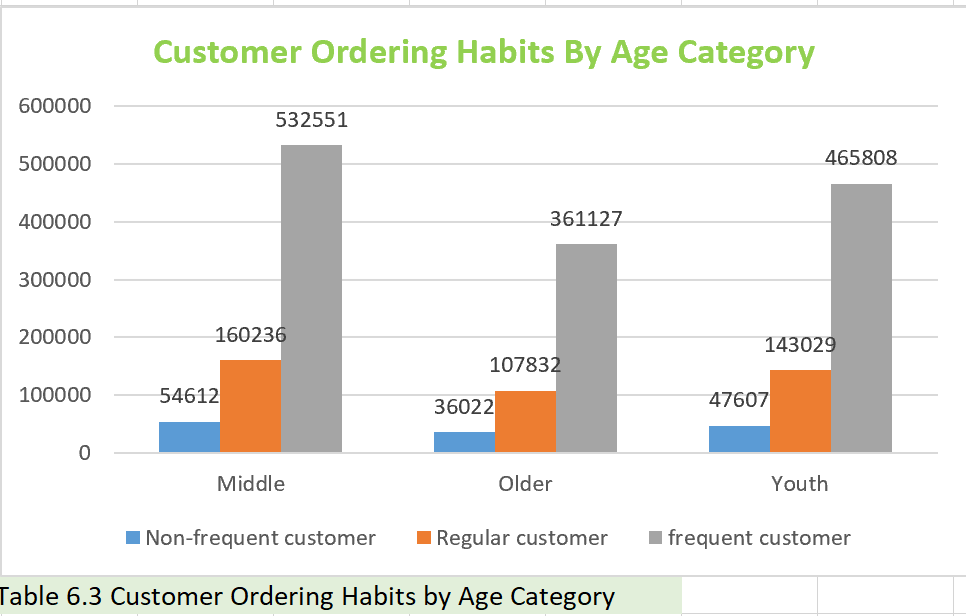 Customer Ordering Habits By Age Category
600000
500000
400000
300000
200000
100000
0
54612
160236
532551
36022
107832
361127
47607
143029
465808
Middle
Older
Youth
Non-frequent customer
Regular customer
frequent customer
Table 6.3 Customer Ordering Habits by Age Category